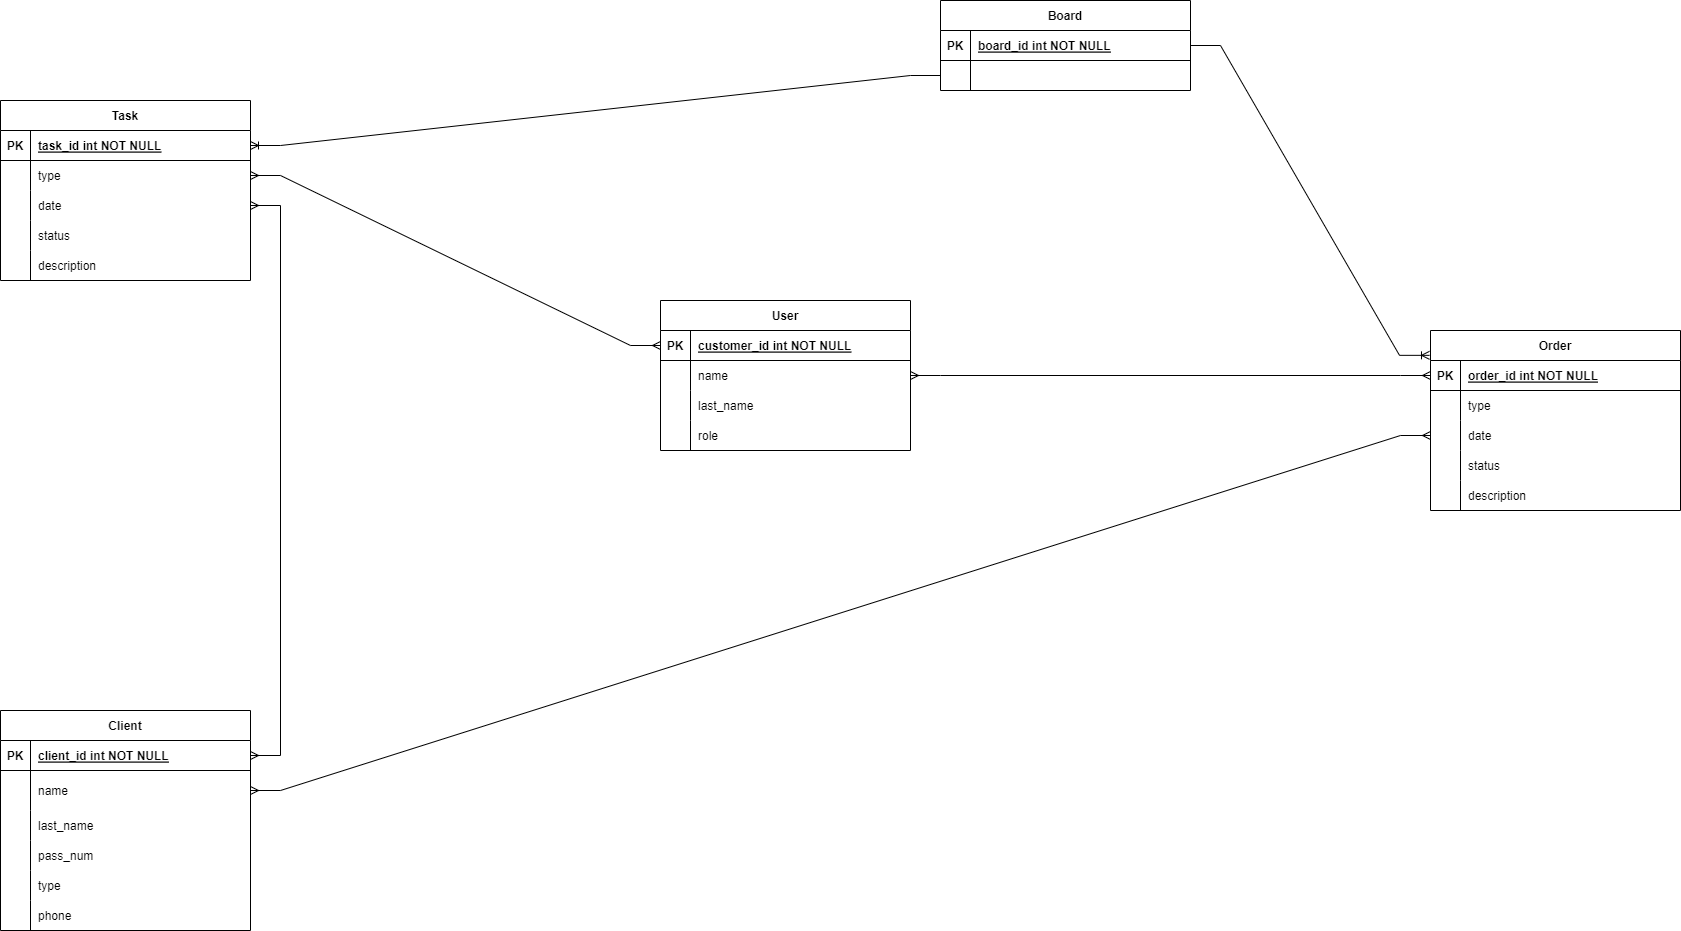 Board
PK board_id int NOT NULL
Task
PK task_id int NOT NULL
type
date
status
description
User
PK customer_id int NOT NULL
name
last_name
role
Order
PK order_id int NOT NULL
type
date
status
description
Client
PK client_id int NOT NULL
name
last_name
pass_num
type
phone